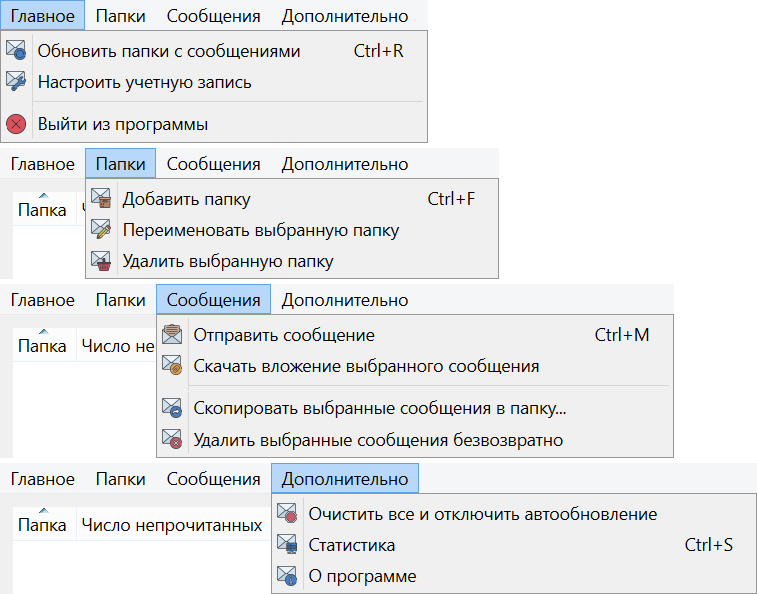 Главное Папки Сообщения Дополнительно
Обновить папки с сообщениями Ctrl+R
Настроить учетную запись
Выйти из программы
Главное Папки Сообщения Дополнительно
Папка
Добавить папку Ctrl+F
Переименовать выбранную папку
Удалить выбранную папку
Главное Папки Сообщения Дополнительно
Папка Число не
Отправить сообщение Ctrl+M
Скачать вложение выбранного сообщения
Скопировать выбранные сообщения в папку...
Удалить выбранные сообщения безвозвратно
Главное Папки Сообщения Дополнительно
Папка Число непрочитанных
Очистить все и отключить автообновление
Статистика Ctrl+S
О программе